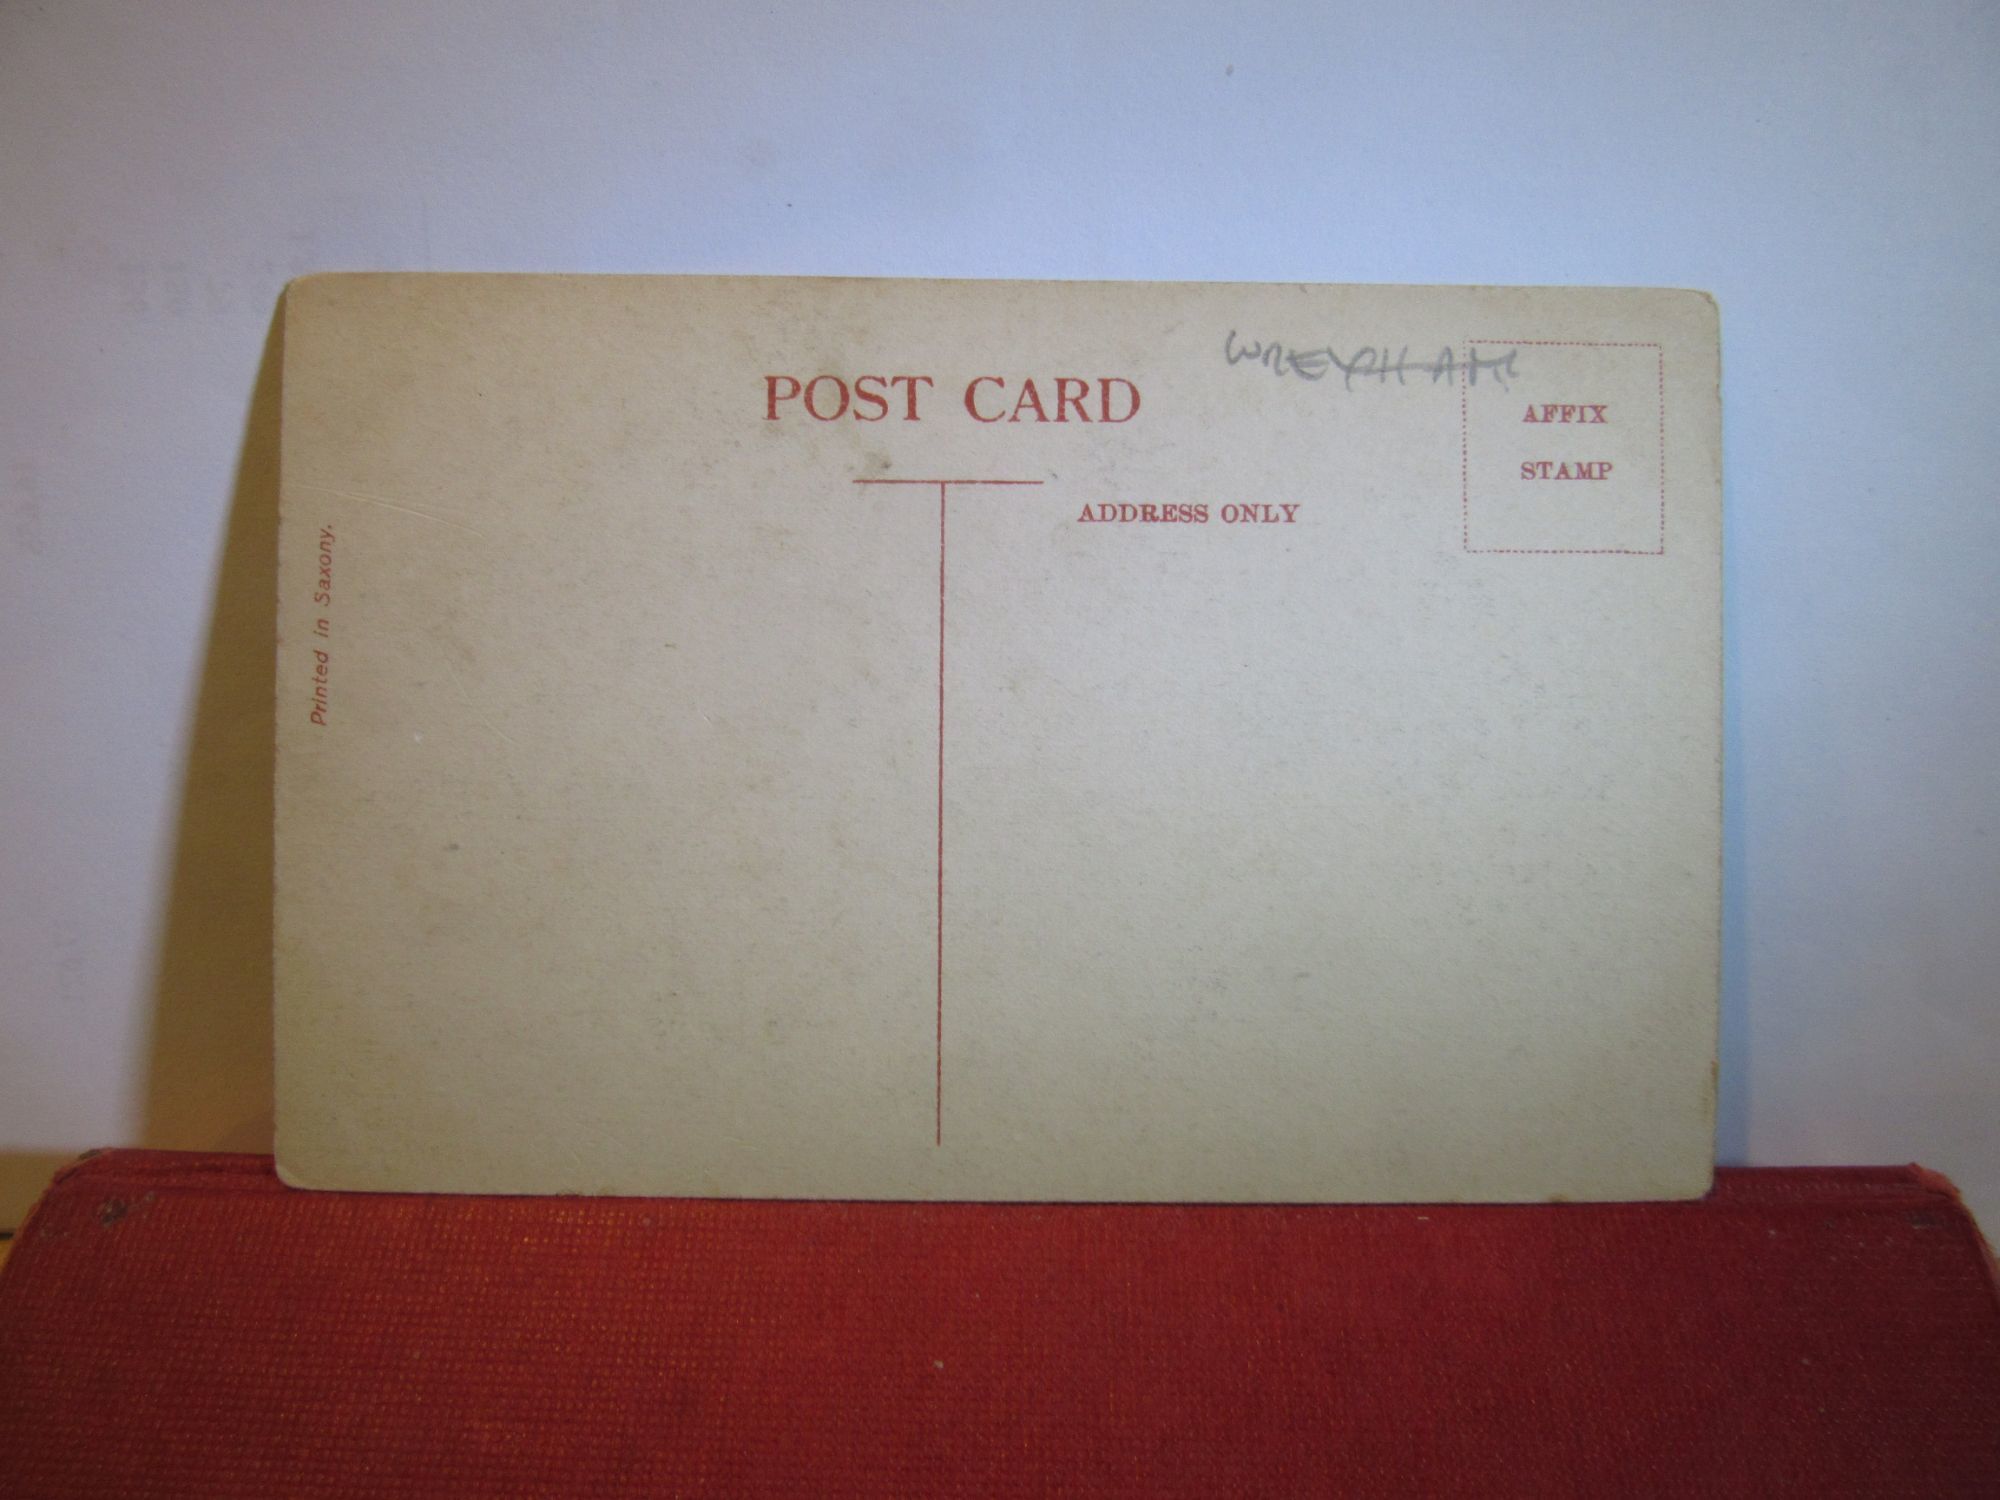 WREXHAM
POST CARD
AFFIX
STAMP
ADDRESS ONLY
Printed in Saxony.